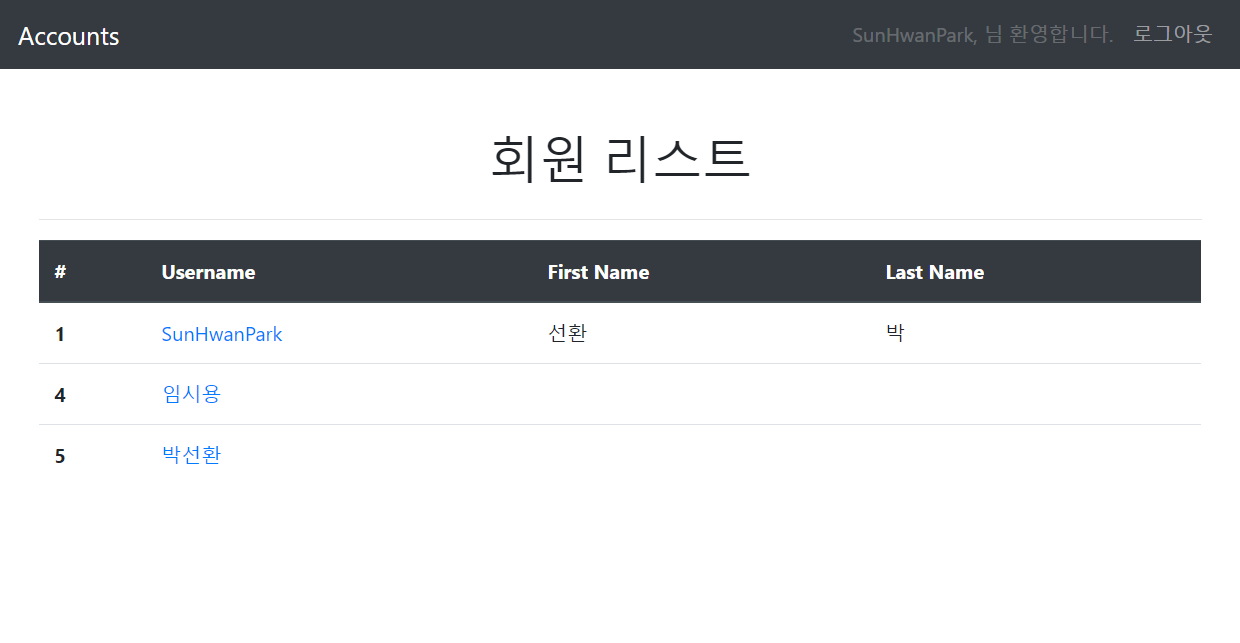 Accounts SunHwanPark, 님 환영합니다. 로그아웃
회원 리스트
# Username First Name Last Name
1 SunHwanPark 선환 박
4 임시용
5 박선환